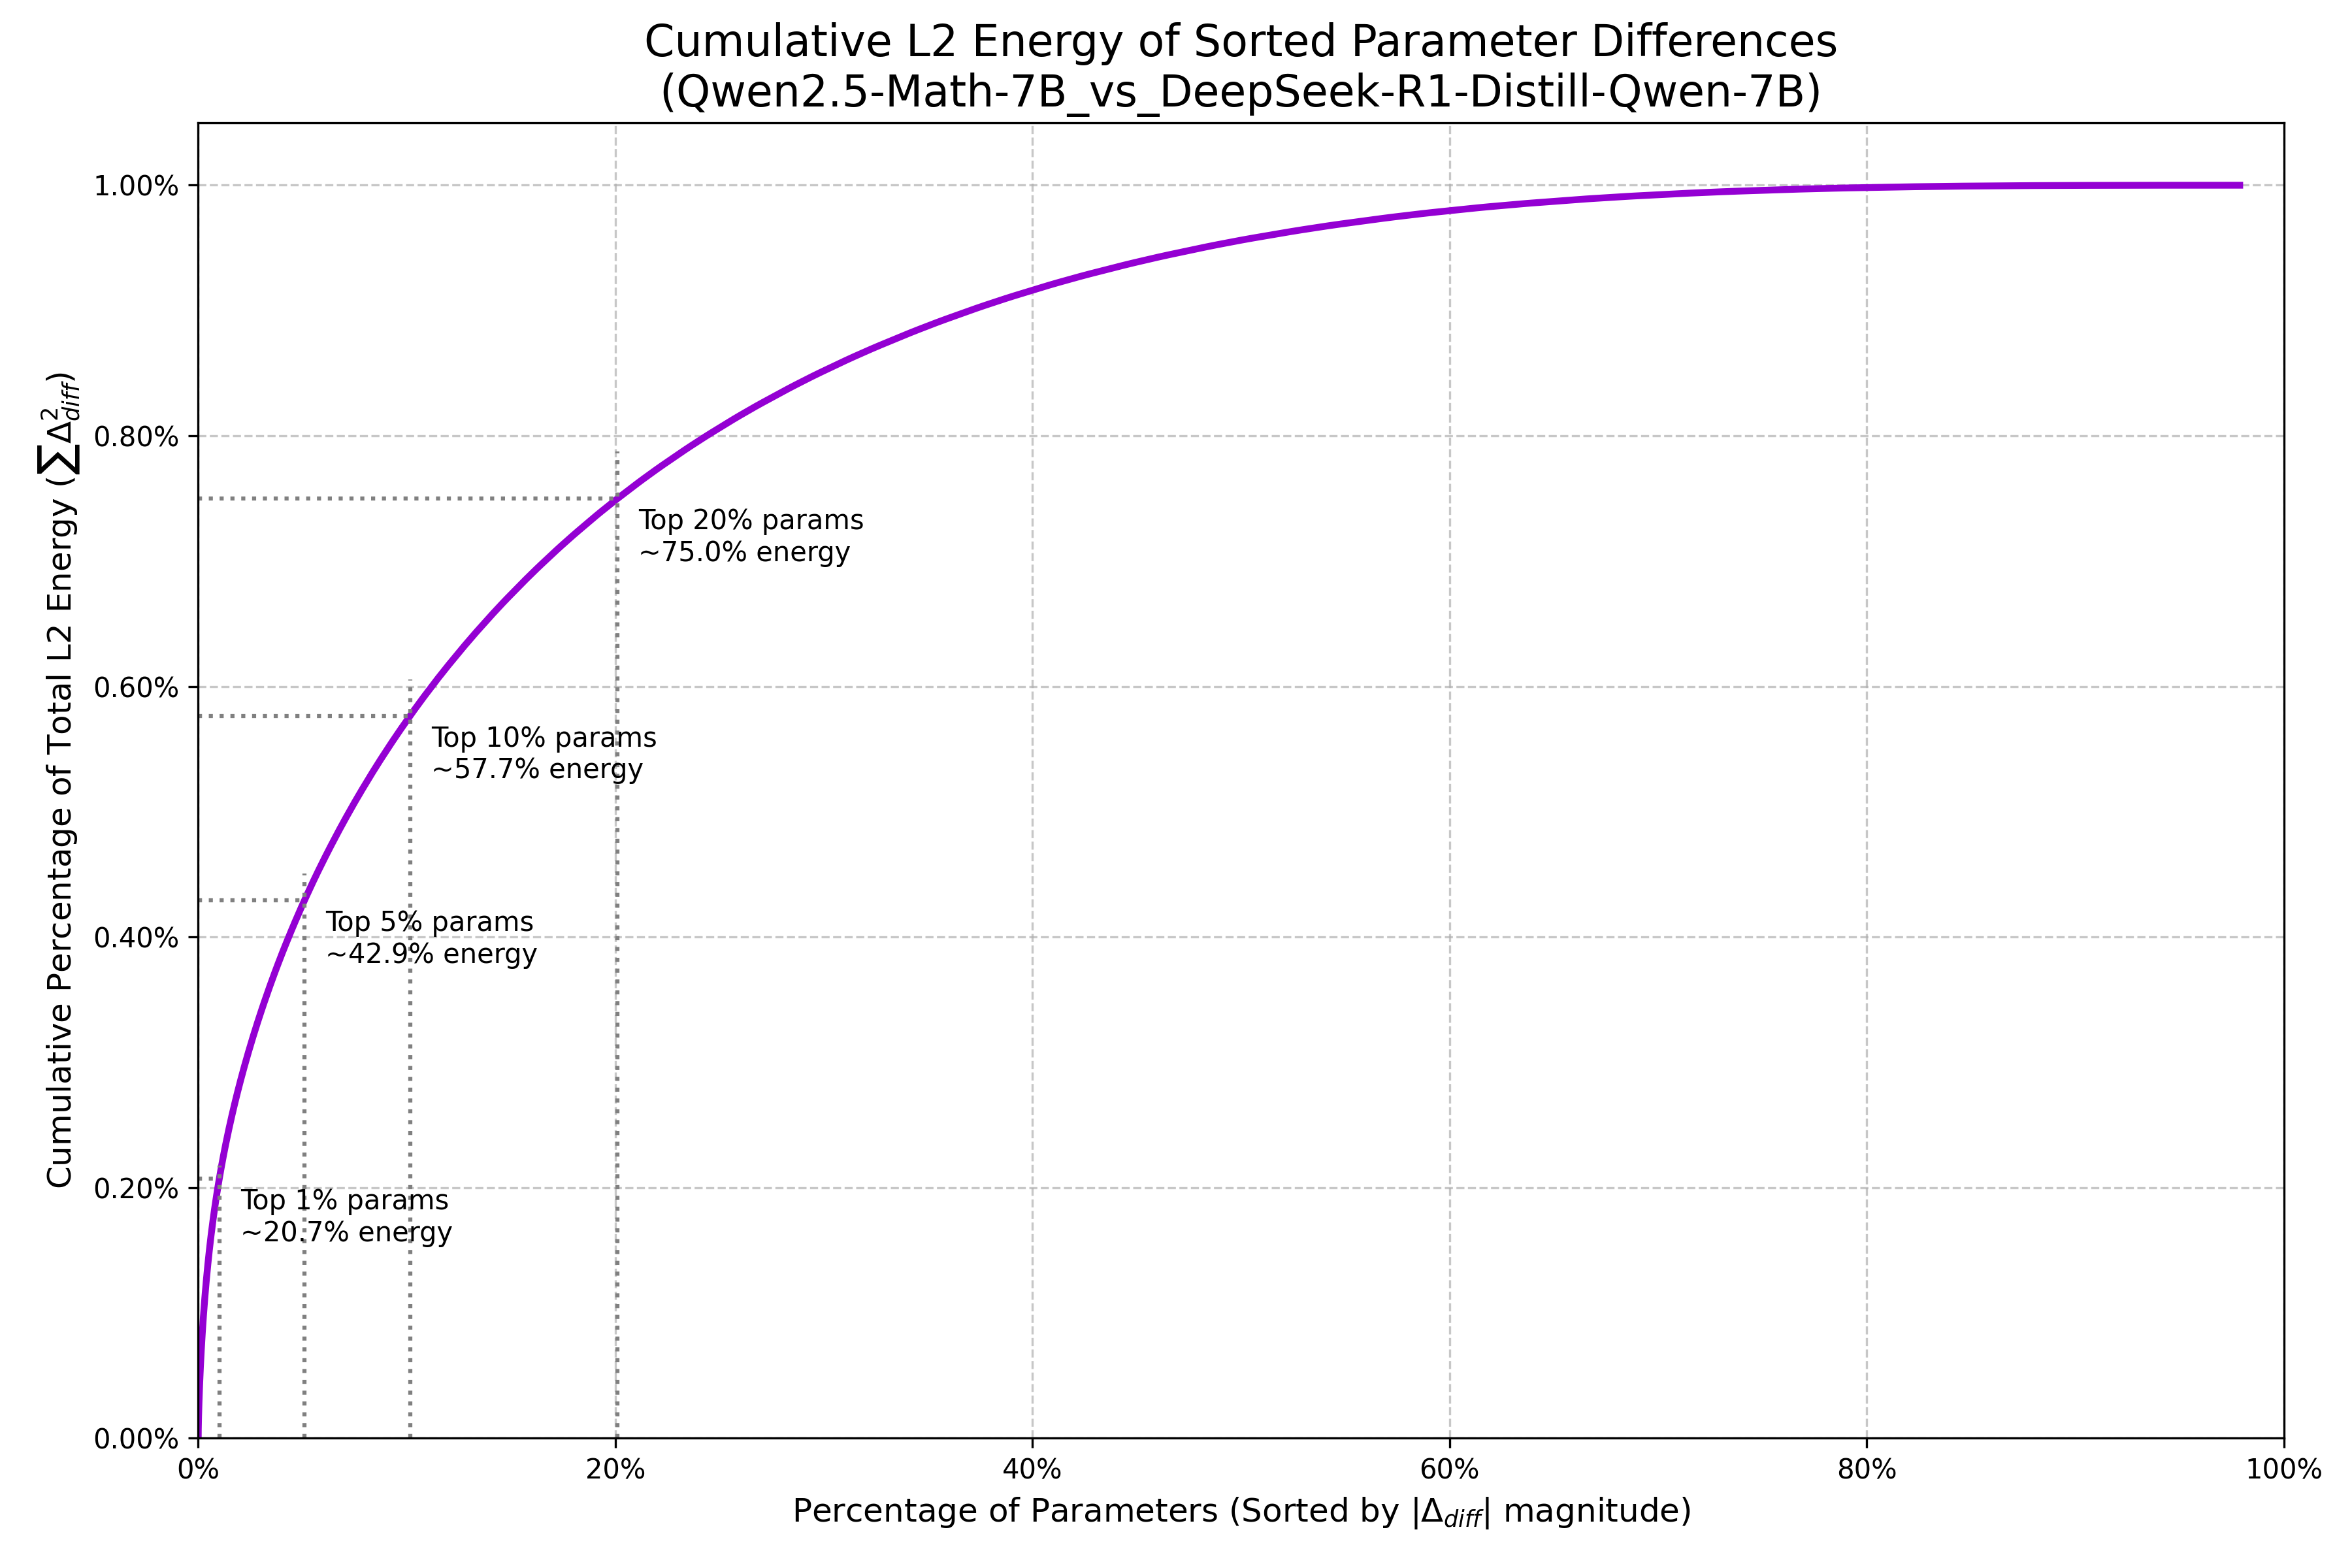 Cumulative L2 Energy of Sorted Parameter Differences
(Qwen2.5-Math-7B_vs_DeepSeek-R1-Distill-Qwen-7B)
Cumulative Percentage of Total L2 Energy (∑Δ²_diff)
1.00%
0.80%
0.60%
0.40%
0.20%
0.00%
Top 20% params
~75.0% energy
Top 10% params
~57.7% energy
Top 5% params
~42.9% energy
Top 1% params
~20.7% energy
0%
20%
40%
60%
80%
100%
Percentage of Parameters (Sorted by |Δ_diff| magnitude)